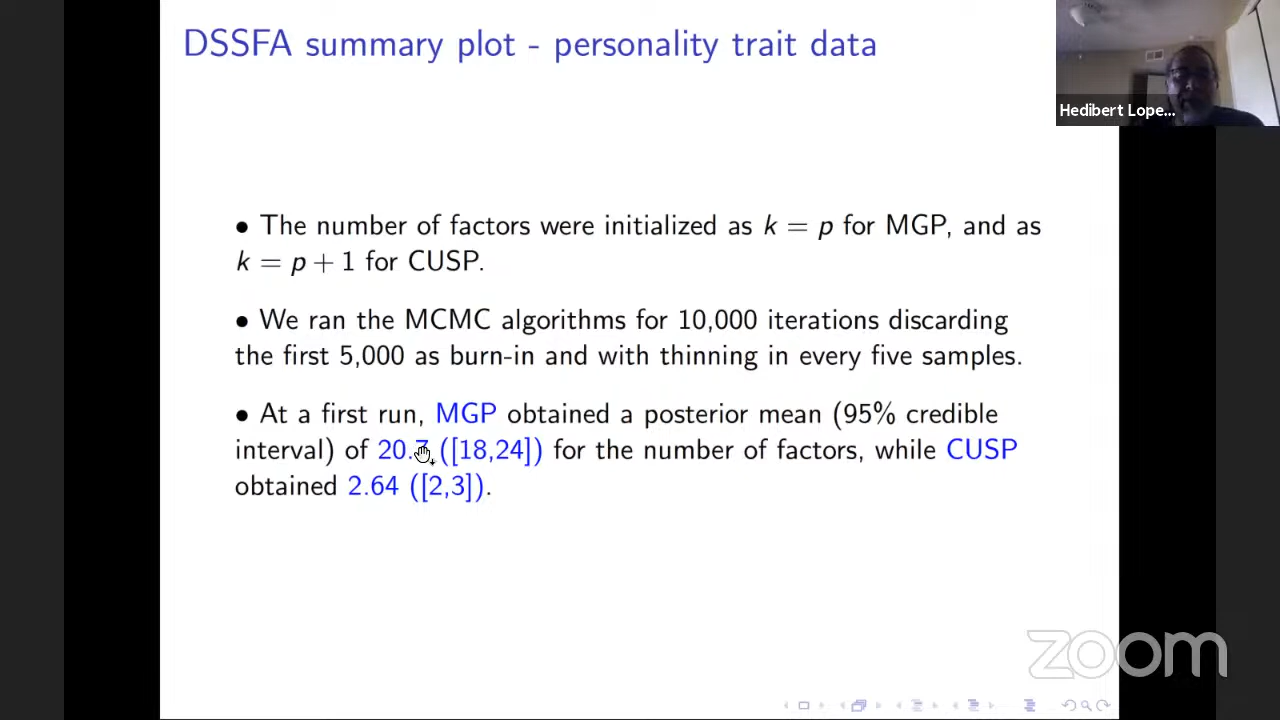 DSSFA summary plot - personality trait data
Hedibert Lope...
• The number of factors were initialized as k = p for MGP, and as
k = p + 1 for CUSP.
• We ran the MCMC algorithms for 10,000 iterations discarding
the first 5,000 as burn-in and with thinning in every five samples.
• At a first run, MGP obtained a posterior mean (95% credible
interval) of 20.7 ([18,24]) for the number of factors, while CUSP
obtained 2.64 ([2,3]).
zoom